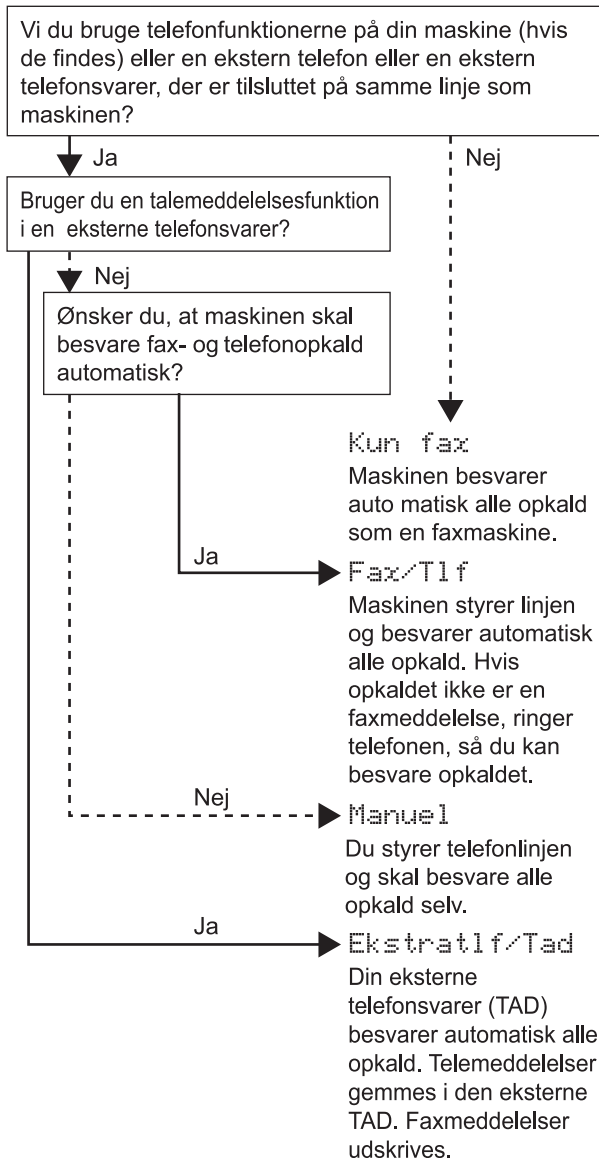 Vi du bruge telefonfunktionerne på din maskine (hvis
de findes) eller en ekstern telefon eller en ekstern
telefonsvarer, der er tilsluttet på samme linje som
maskinen?
Ja
Nej
Bruger du en talemeddelelsesfunktion
i en eksterne telefonsvarer?
Nej
Ønsker du, at maskinen skal
besvare fax- og telefonopkald
automatisk?
Kun fax
Maskinen besvarer
auto matisk alle opkald
som en faxmaskine.
Ja
Fax/Tlf
Maskinen styrer linjen
og besvarer automatisk
alle opkald. Hvis
opkaldet ikke er en
faxmeddelelse, ringer
telefonen, så du kan
besvare opkaldet.
Nej
Manuel
Du styrer telefonlinjen
og skal besvare alle
opkald selv.
Ja
Ekstratlf/Tad
Din eksterne
telefonsvarer (TAD)
besvarer automatisk alle
opkald. Telemeddelelser
gemmes i den eksterne
TAD. Faxmeddelelser
udskrives.